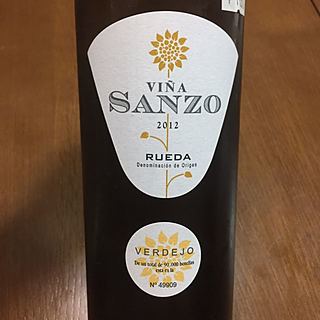 VIÑA
SANZO
2012
RUEDA
Denominación de Origen
VERDEJO
De un total de 90.000 botellas
esta es la
Nº 49909